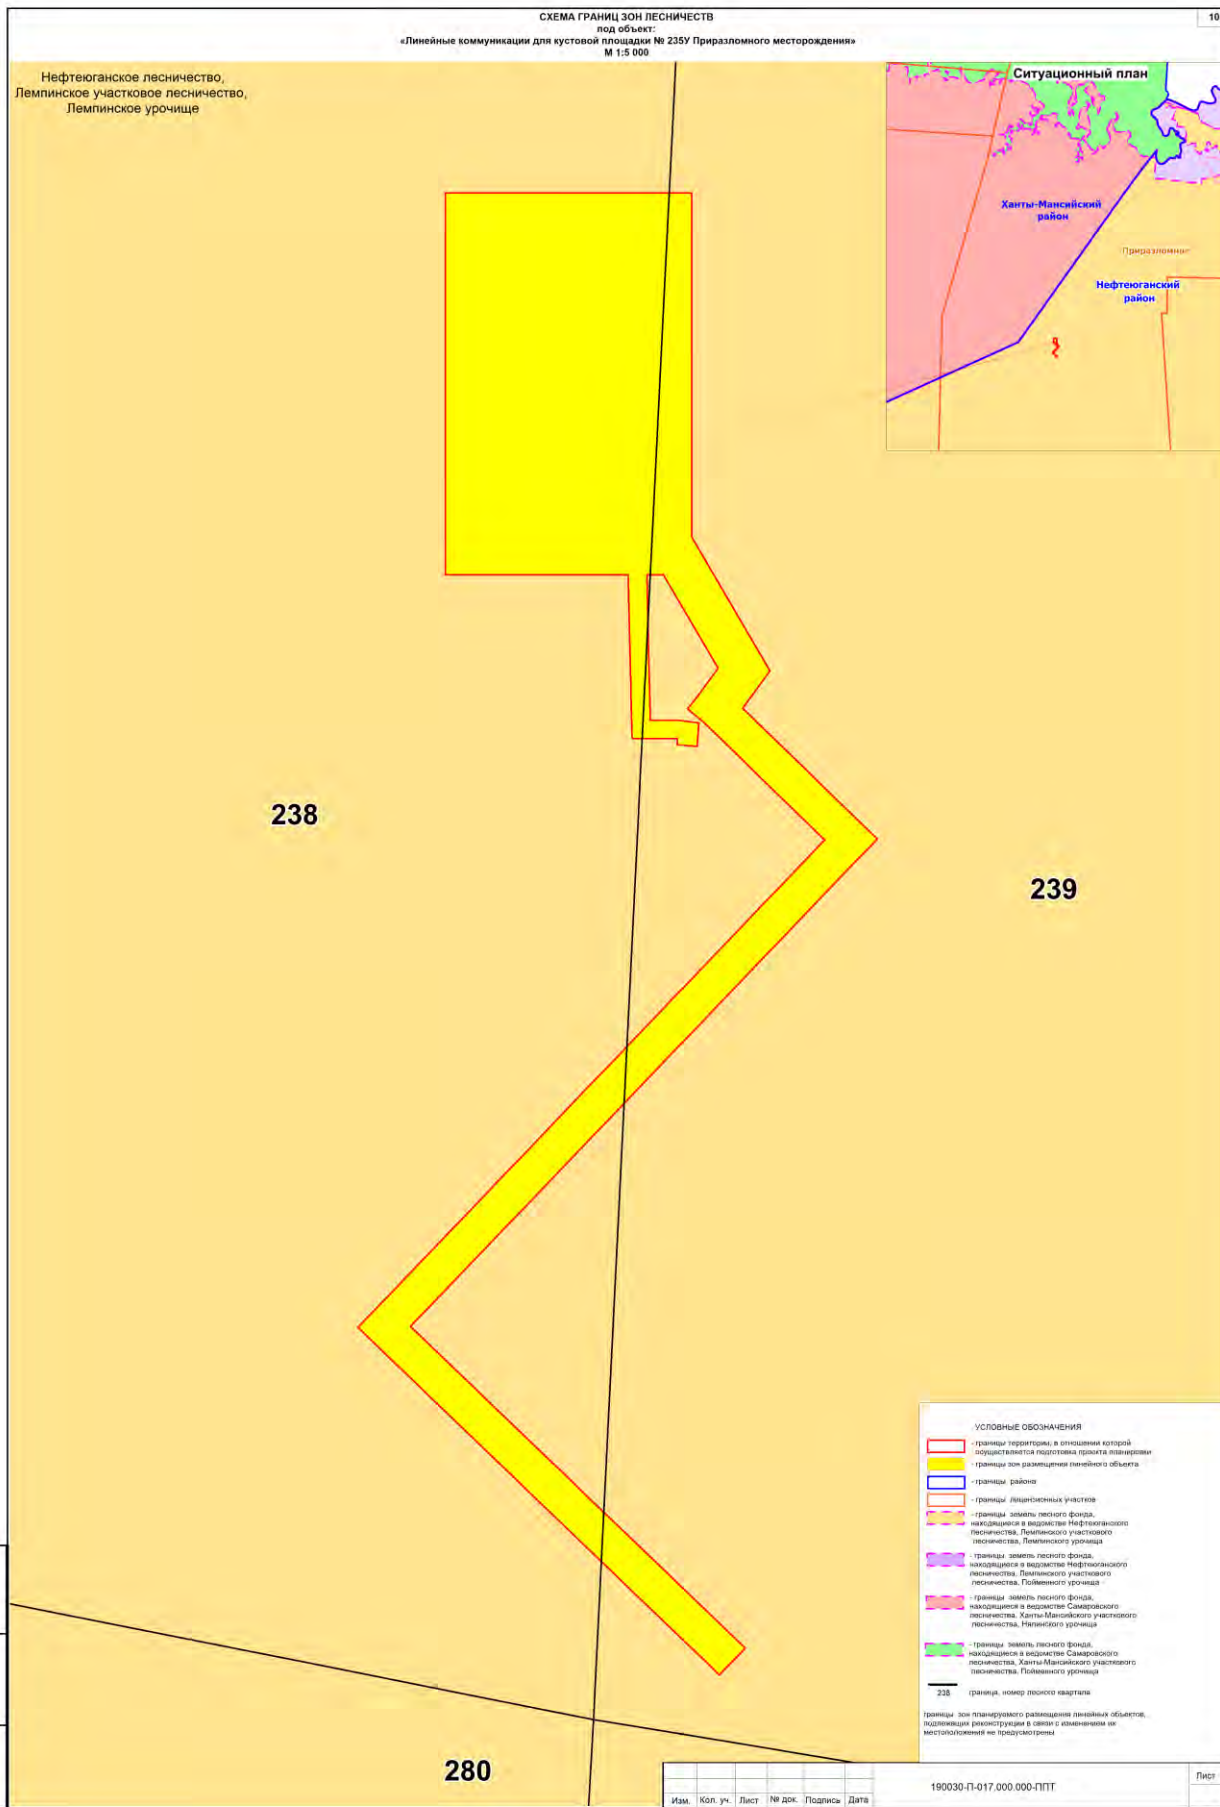 СХЕМА ГРАНИЦ ЗОН ЛЕСНИЧЕСТВ
под объект:
«Линейные коммуникации для кустовой площадки № 235У Приразломного месторождения»
М 1:5 000
10
Нефтеюганское лесничество,
Лемпинское участковое лесничество,
Лемпинское урочище
Ситуационный план
Ханты-Мансийский
район
Приразломное
Нефтеюганский
район
238
239
280
УСЛОВНЫЕ ОБОЗНАЧЕНИЯ
- границы территории, в отношении которой
осуществляется подготовка проекта планировки
- границы зон размещения линейного объекта
- границы района
- границы лицензионных участков
- границы земель лесного фонда,
находящиеся в ведомстве Нефтеюганского
лесничества, Лемпинского участкового
лесничества, Лемпинского урочища
- границы земель лесного фонда,
находящиеся в ведомстве Нефтеюганского
лесничества, Лемпинского участкового
лесничества, Пойменного урочища
- границы земель лесного фонда,
находящиеся в ведомстве Самаровского
лесничества, Ханты-Мансийского участкового
лесничества, Нялинского урочища
- границы земель лесного фонда,
находящиеся в ведомстве Самаровского
лесничества, Ханты-Мансийского участкового
лесничества, Пойменного урочища
238 граница, номер лесного квартала
границы зон планируемого размещения линейных объектов,
подлежащих реконструкции в связи с изменением их
местоположения не предусмотрены
190030-П-017.000.000-ППТ
Лист
Изм. Кол. уч. Лист № док. Подпись Дата